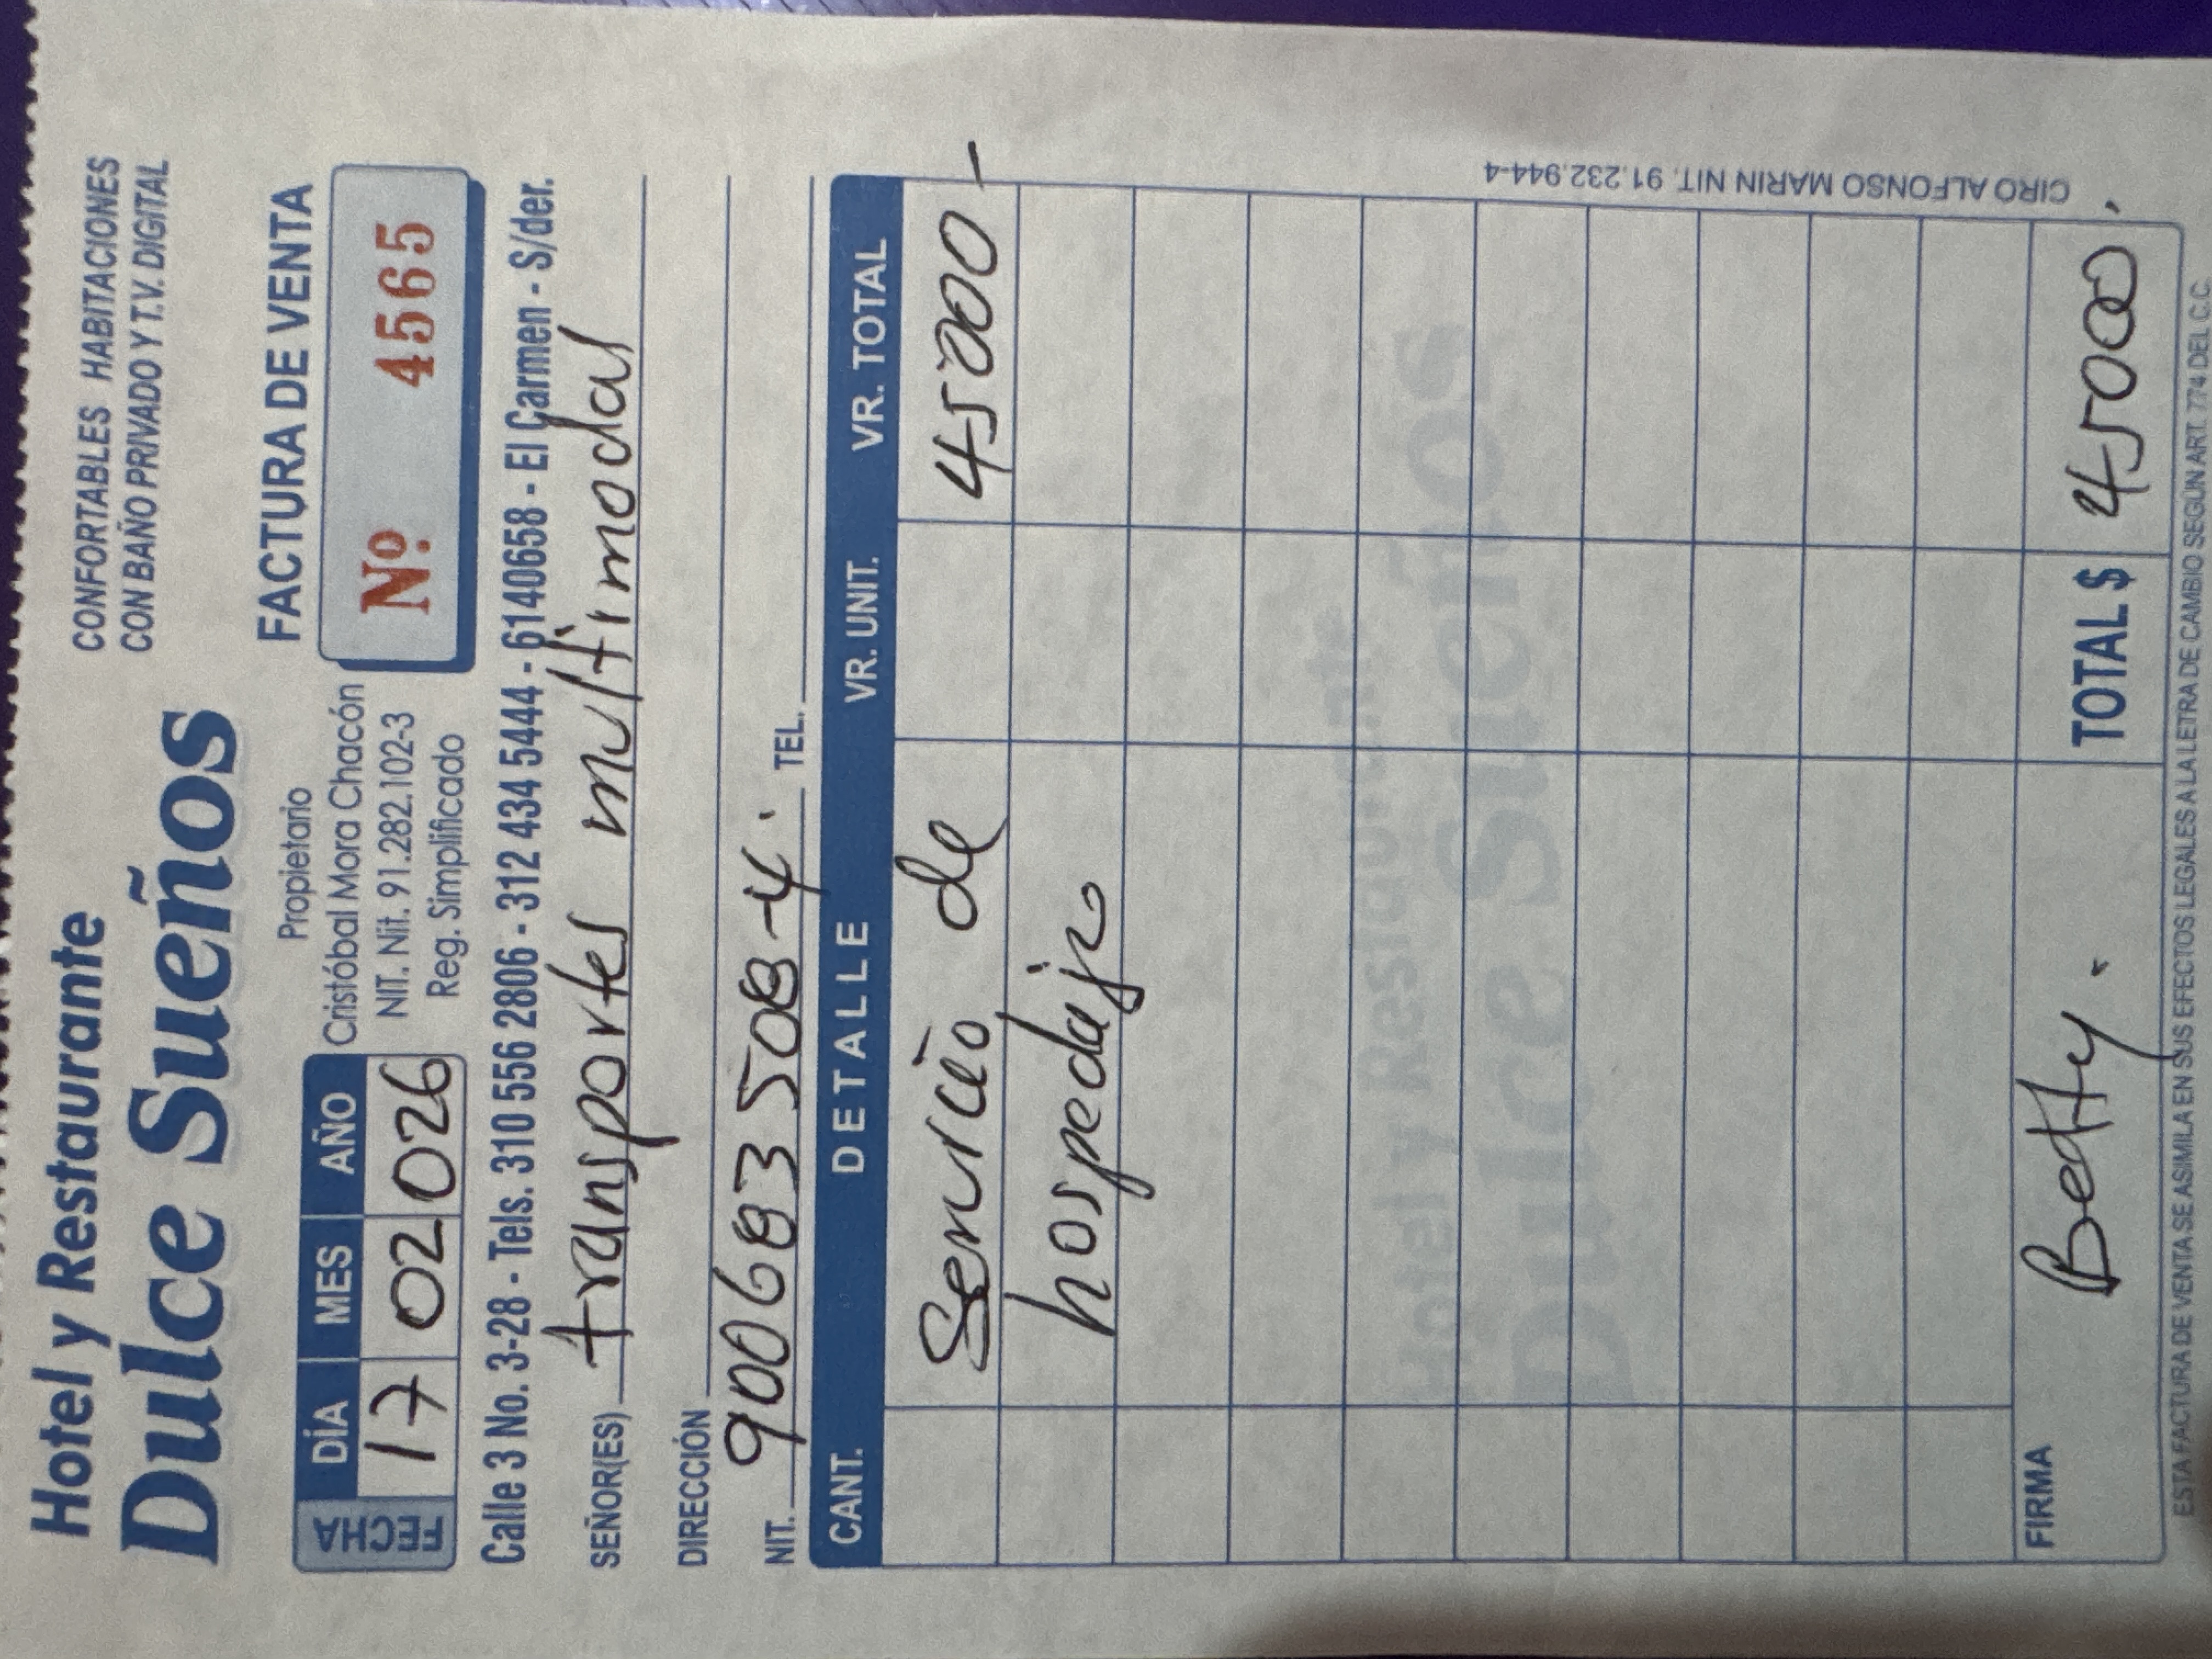 Hotel y Restaurante
Dulce Sueños
CONFORTABLES HABITACIONES
CON BAÑO PRIVADO Y T.V. DIGITAL
FECHA
DÍA MES AÑO
17 02 026
Propietario
Cristóbal Mora Chacón
NIT. Nit. 91.282.102-3
Reg. Simplificado
FACTURA DE VENTA
Nº 4565
Calle 3 No. 3-28 - Tels. 310 556 2806 - 312 434 5444 - 6140658 - El Carmen - S/der.
SEÑOR(ES) transportes multimodal
DIRECCIÓN
NIT. 900683508-4. TEL.
CANT. DETALLE VR. UNIT. VR. TOTAL
Servicio de 45000-
hospedaje
Hotel y Restaurante
Dulce Sueños
FIRMA Betty. TOTAL $ 45000,
ESTA FACTURA DE VENTA SE ASIMILA EN SUS EFECTOS LEGALES A LA LETRA DE CAMBIO SEGÚN ART. 774 DEL C.C.
CIRO ALFONSO MARIN NIT. 91.232.944-4